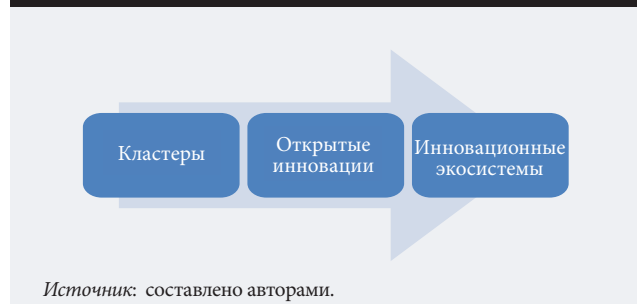 Кластеры
Открытые
инновации
Инновационные
экосистемы
Источник: составлено авторами.